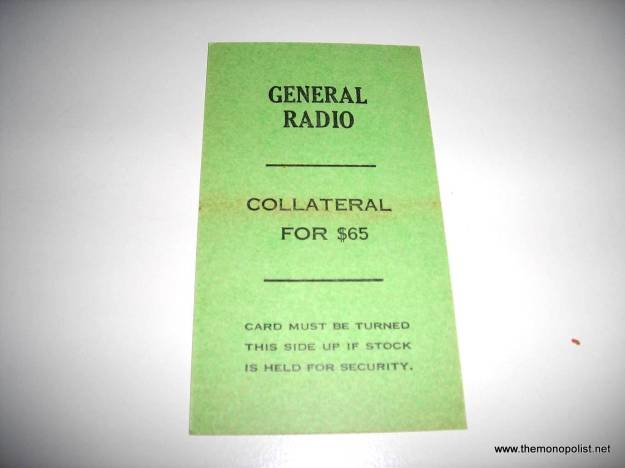 GENERAL
RADIO
COLLATERAL
FOR $65
CARD MUST BE TURNED
THIS SIDE UP IF STOCK
IS HELD FOR SECURITY.
www.themonopolist.net